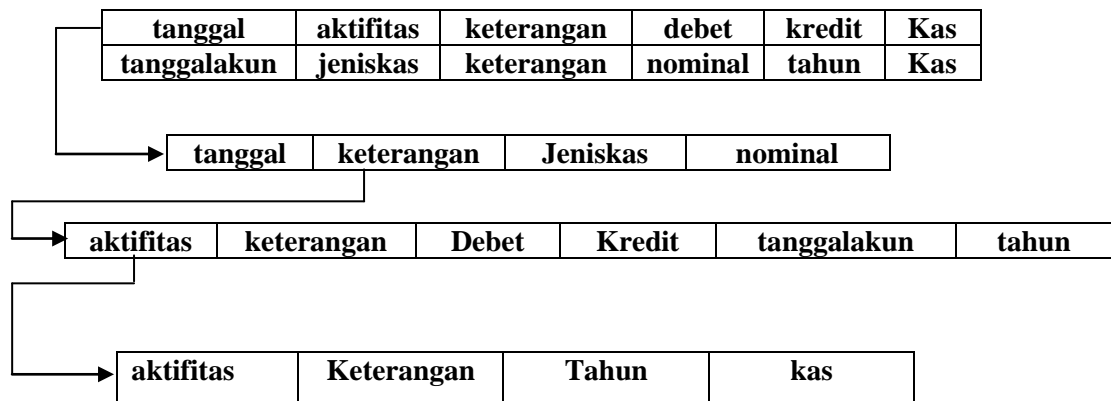 tanggal aktifitas keterangan debet kredit Kas
tanggalakun jeniskas keterangan nominal tahun Kas
tanggal keterangan Jeniskas nominal
aktifitas keterangan Debet Kredit tanggalakun tahun
aktifitas Keterangan Tahun kas